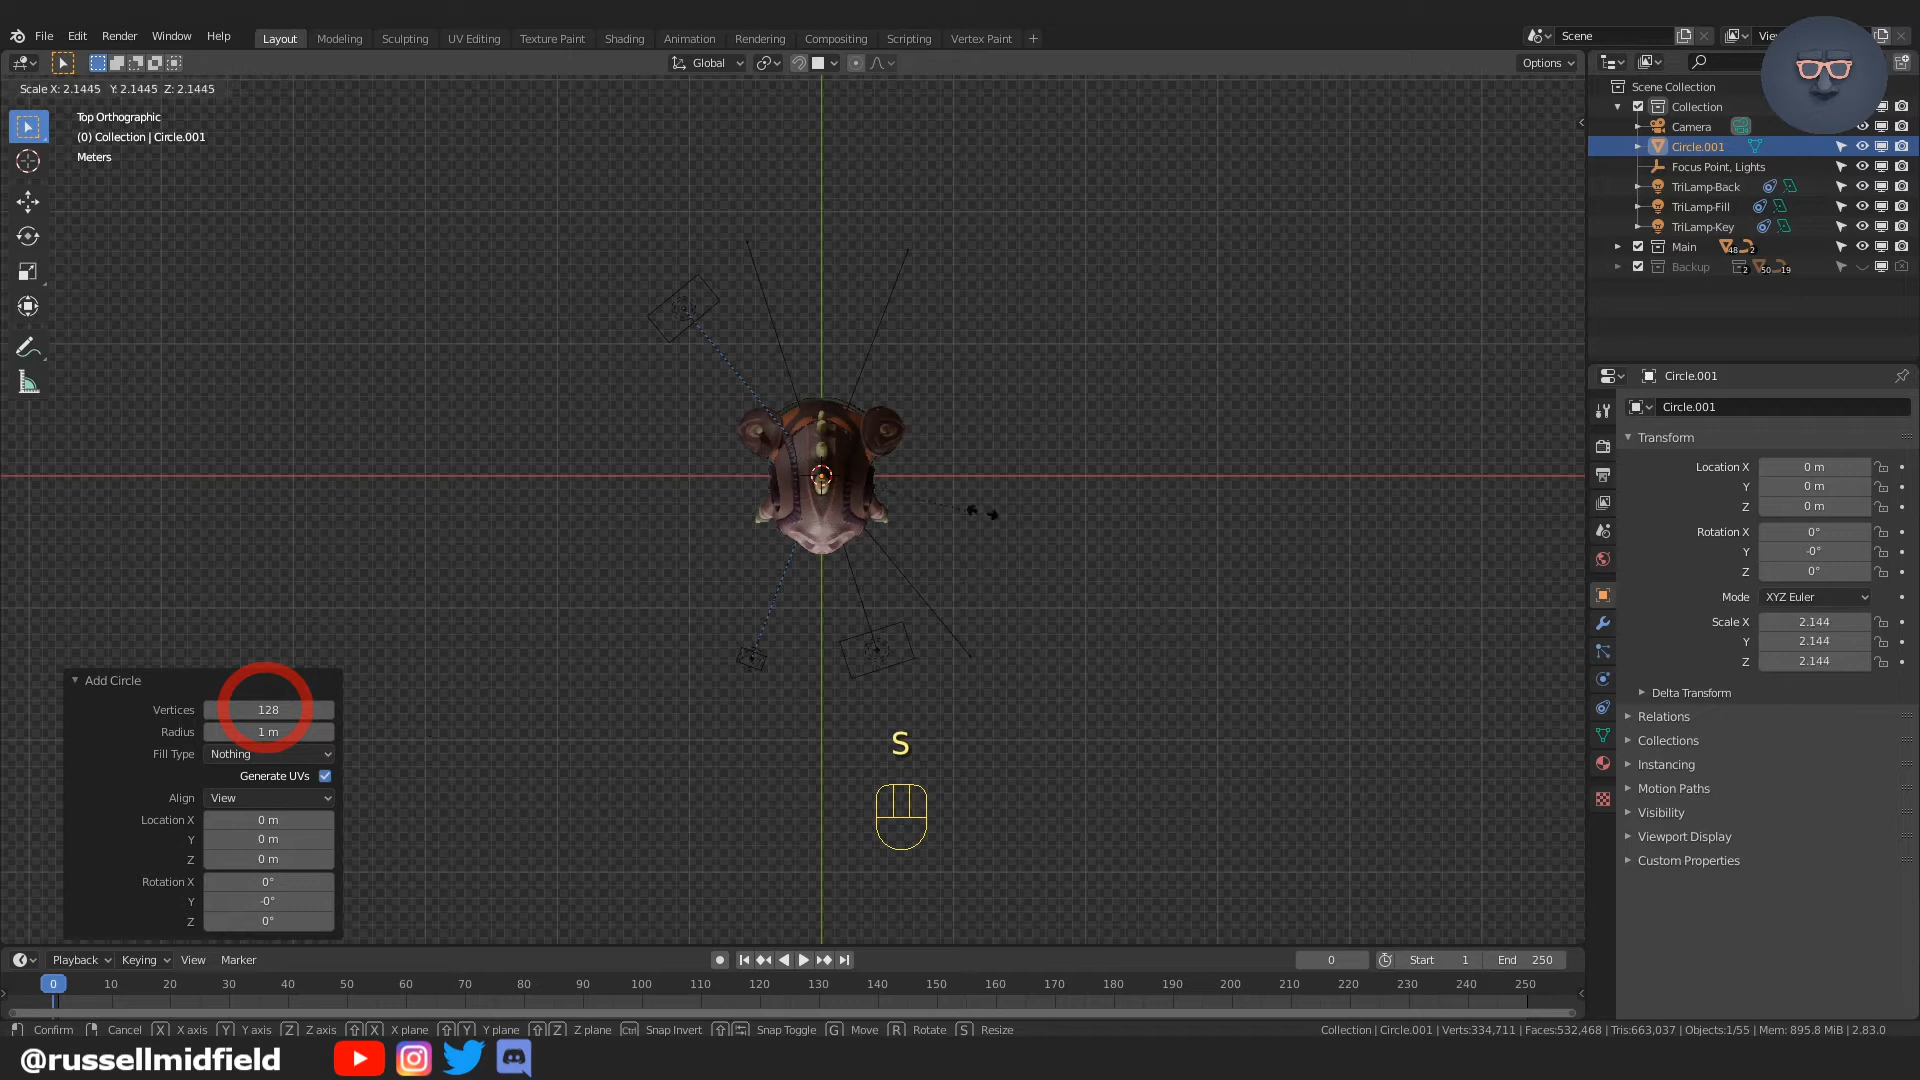 File Edit Render Window Help
Layout Modeling Sculpting UV Editing Texture Paint Shading Animation Rendering Compositing Scripting Vertex Paint +
Scene
Global
Options
Scale X: 2.1445 Y: 2.1445 Z: 2.1445
Top Orthographic
(0) Collection | Circle.001
Meters
Scene Collection
Collection
Camera
Circle.001
Focus Point, Lights
TriLamp-Back
TriLamp-Fill
TriLamp-Key
Main 48 2
Backup 2 50 19
Circle.001
Circle.001
Transform
Location X 0 m
Y 0 m
Z 0 m
Rotation X 0°
Y -0°
Z 0°
Mode XYZ Euler
Scale X 2.144
Y 2.144
Z 2.144
Delta Transform
Relations
Collections
Instancing
Motion Paths
Visibility
Viewport Display
Custom Properties
Add Circle
Vertices 128
Radius 1 m
Fill Type Nothing
Generate UVs
Align View
Location X 0 m
Y 0 m
Z 0 m
Rotation X 0°
Y -0°
Z 0°
S
Playback Keying View Marker
0 Start 1 End 250
0 10 20 30 40 50 60 70 80 90 100 110 120 130 140 150 160 170 180 190 200 210 220 230 240 250
Confirm Cancel X X axis Y Y axis Z Z axis X X plane Y Y plane Z Z plane Ctrl Snap Invert Snap Toggle G Move R Rotate S Resize
Collection | Circle.001 | Verts:334,711 | Faces:532,468 | Tris:663,037 | Objects:1/55 | Mem: 895.8 MiB | 2.83.0
@russellmidfield